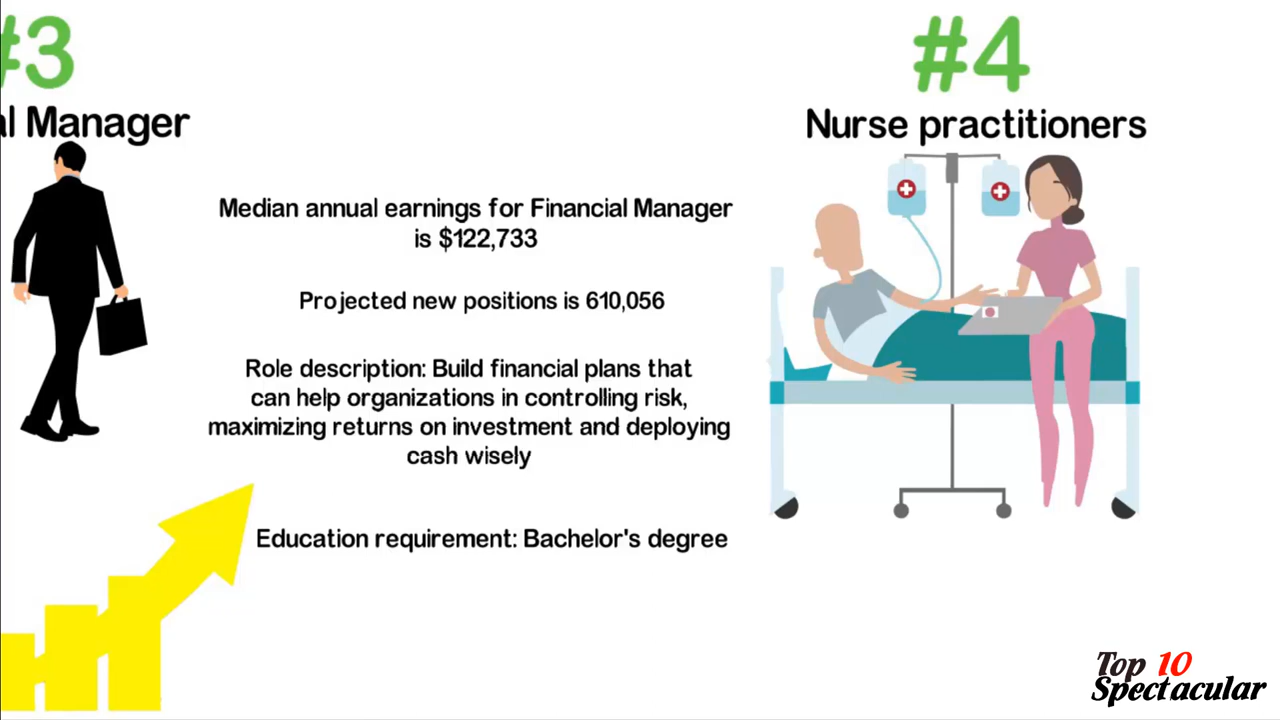 #3
al Manager
Median annual earnings for Financial Manager
is $122,733
Projected new positions is 610,056
Role description: Build financial plans that
can help organizations in controlling risk,
maximizing returns on investment and deploying
cash wisely
Education requirement: Bachelor's degree
#4
Nurse practitioners
Top 10
Spectacular